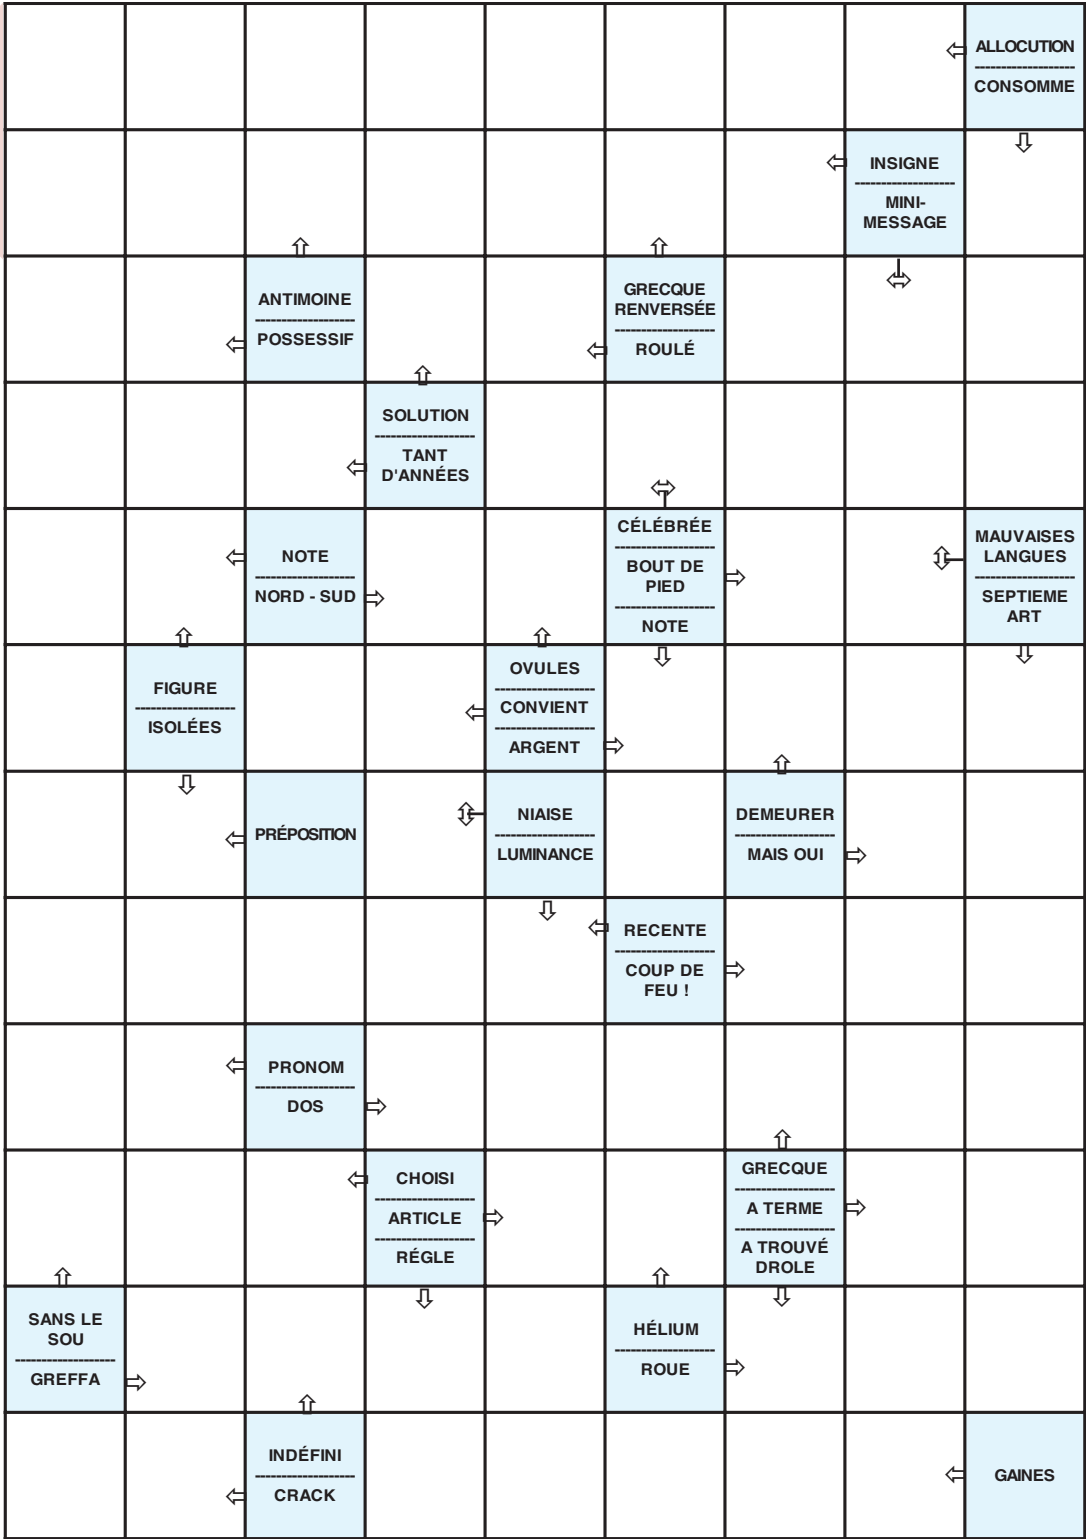 ALLOCUTION
CONSOMME
INSIGNE
MINI-
MESSAGE
ANTIMOINE
POSSESSIF
GRECQUE
RENVERSÉE
ROULÉ
SOLUTION
TANT
D'ANNÉES
NOTE
NORD - SUD
CÉLÉBRÉE
BOUT DE
PIED
NOTE
MAUVAISES
LANGUES
SEPTIEME
ART
FIGURE
ISOLÉES
OVULES
CONVIENT
ARGENT
PRÉPOSITION
NIAISE
LUMINANCE
DEMEURER
MAIS OUI
RECENTE
COUP DE
FEU !
PRONOM
DOS
CHOISI
ARTICLE
RÉGLE
GRECQUE
A TERME
A TROUVÉ
DROLE
SANS LE
SOU
GREFFA
HÉLIUM
ROUE
INDÉFINI
CRACK
GAINES